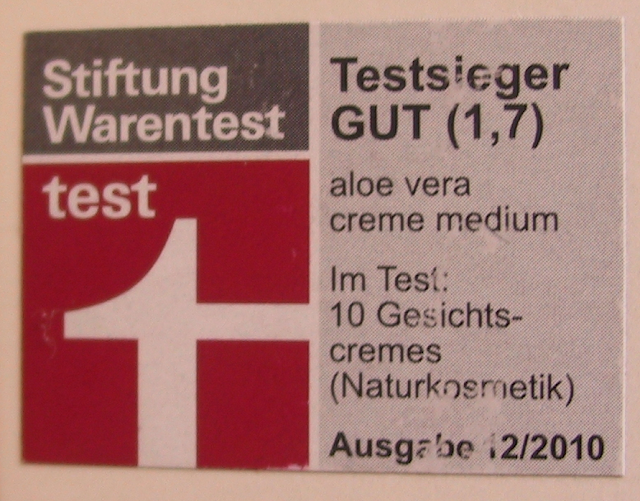 Stiftung
Warentest
test
Testsieger
GUT (1,7)
aloe vera
creme medium
Im Test:
10 Gesichts-
cremes
(Naturkosmetik)
Ausgabe 12/2010